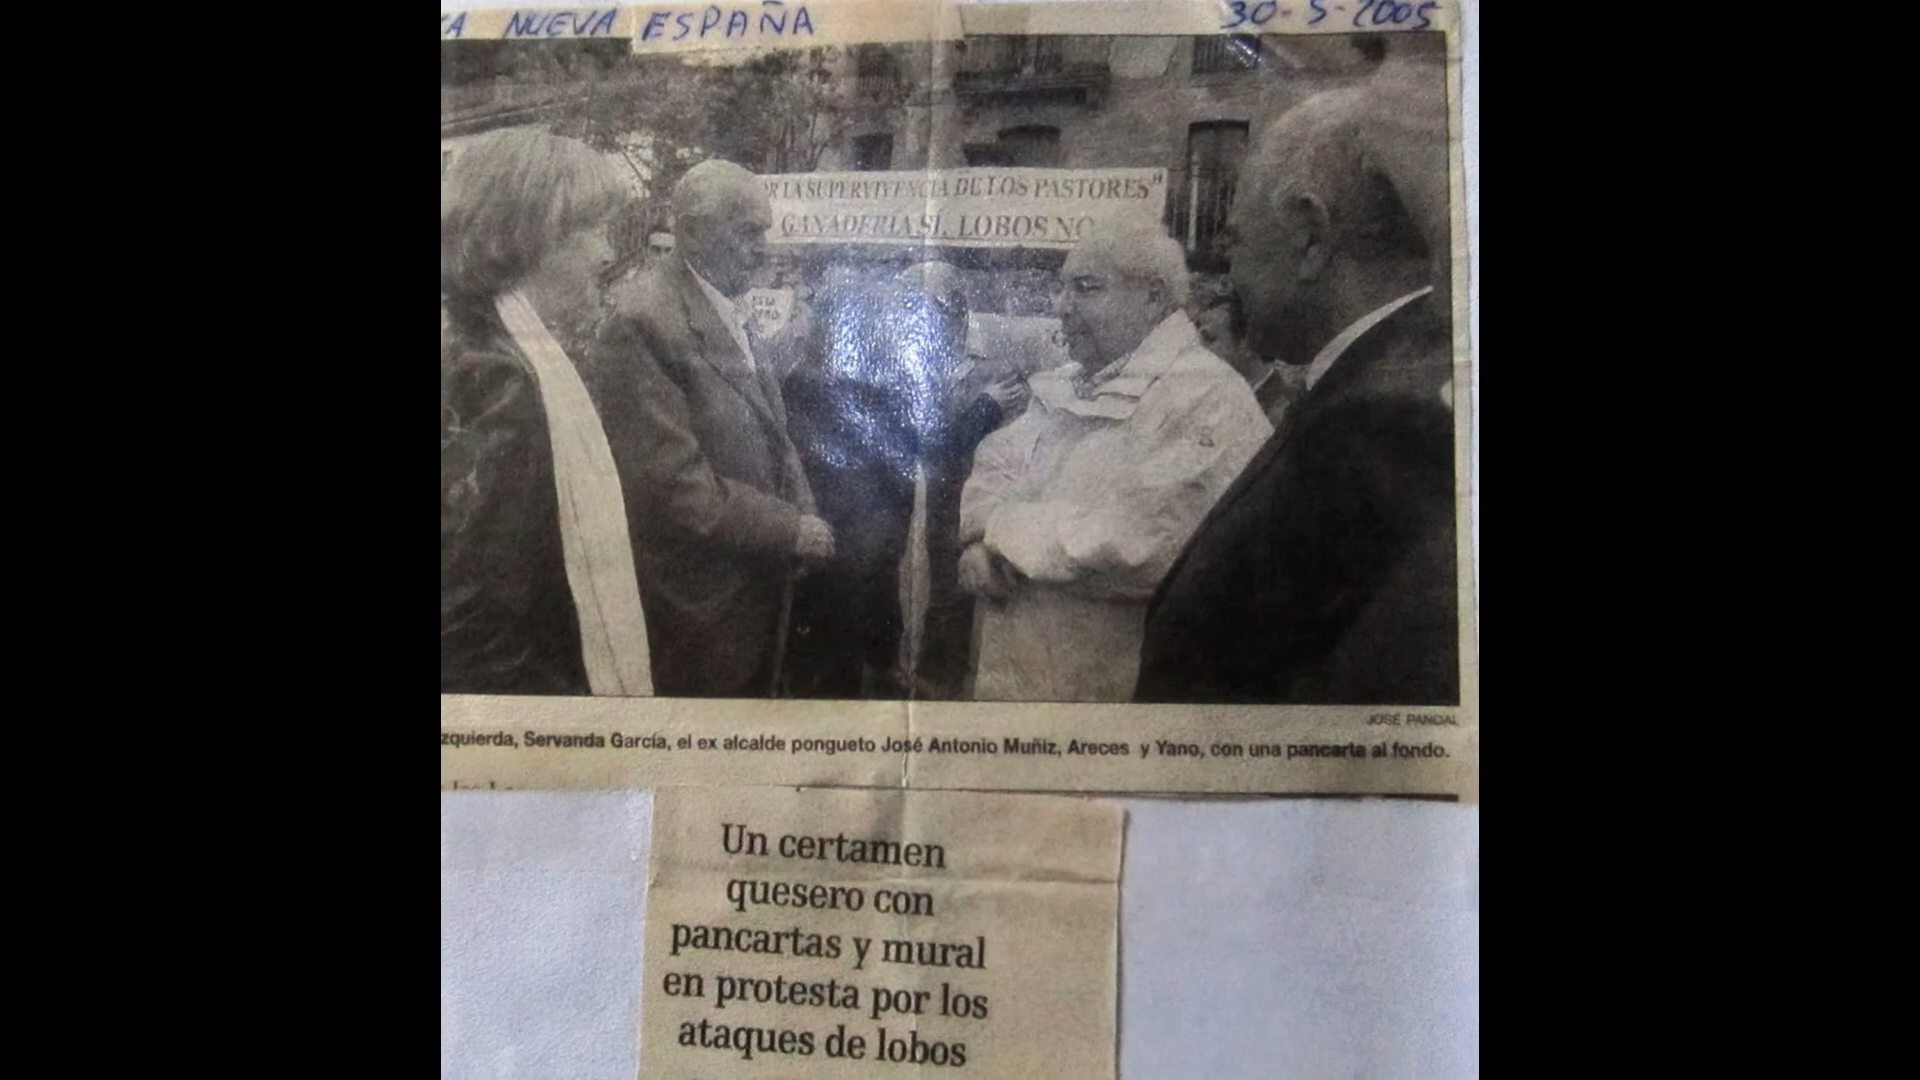 LA NUEVA ESPAÑA 30-5-2005
R LA SUPERVIVENCIA DE LOS PASTORES"
GANADERÍA SÍ, LOBOS NO
JOSÉ PANDAL
zquierda, Servanda García, el ex alcalde pongueto José Antonio Muñiz, Areces y Yano, con una pancarta al fondo.
Un certamen
quesero con
pancartas y mural
en protesta por los
ataques de lobos